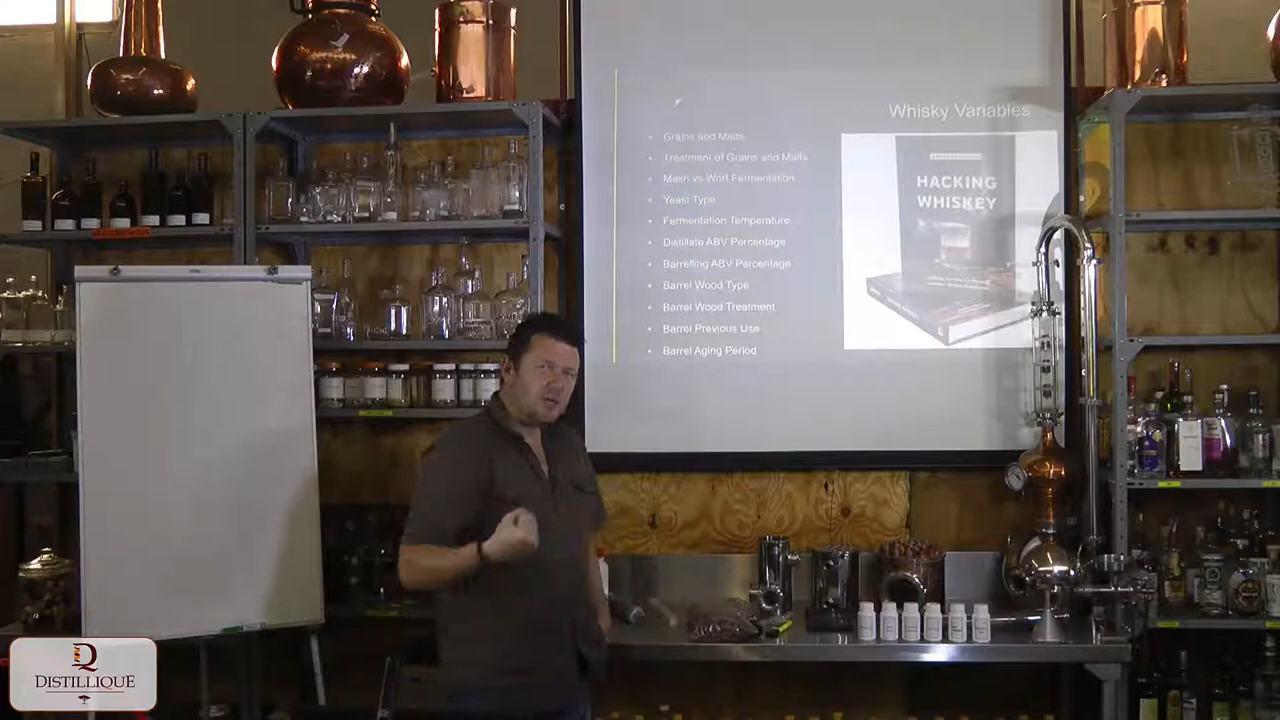 Whisky Variables
Grains and Malts
Treatment of Grains and Malts
Mash vs Wort Fermentation
Yeast Type
Fermentation Temperature
Distillate ABV Percentage
Barrelling ABV Percentage
Barrel Wood Type
Barrel Wood Treatment
Barrel Previous Use
Barrel Aging Period
HACKING
WHISKEY
DISTILLIQUE